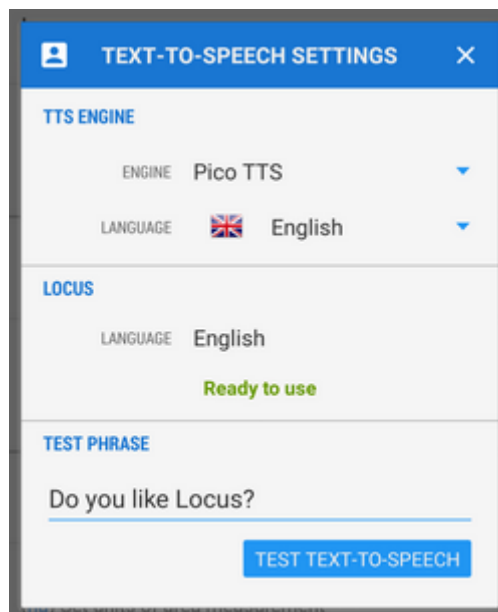 TEXT-TO-SPEECH SETTINGS
TTS ENGINE
ENGINE Pico TTS
LANGUAGE English
LOCUS
LANGUAGE English
Ready to use
TEST PHRASE
Do you like Locus?
TEST TEXT-TO-SPEECH